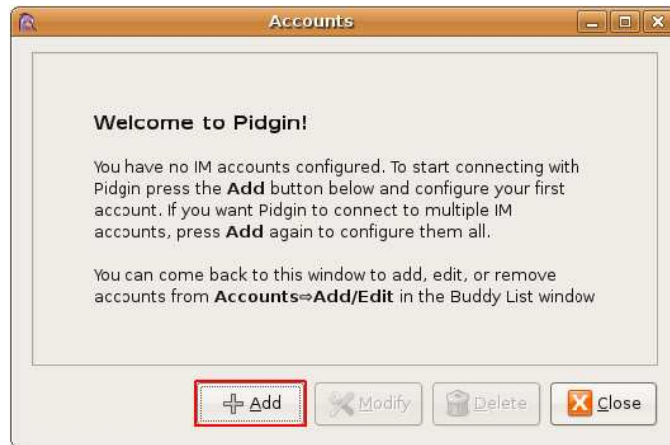 Accounts
Welcome to Pidgin!
You have no IM accounts configured. To start connecting with
Pidgin press the Add button below and configure your first
account. If you want Pidgin to connect to multiple IM
accounts, press Add again to configure them all.
You can come back to this window to add, edit, or remove
accounts from Accounts⇨Add/Edit in the Buddy List window
Add Modify Delete Close